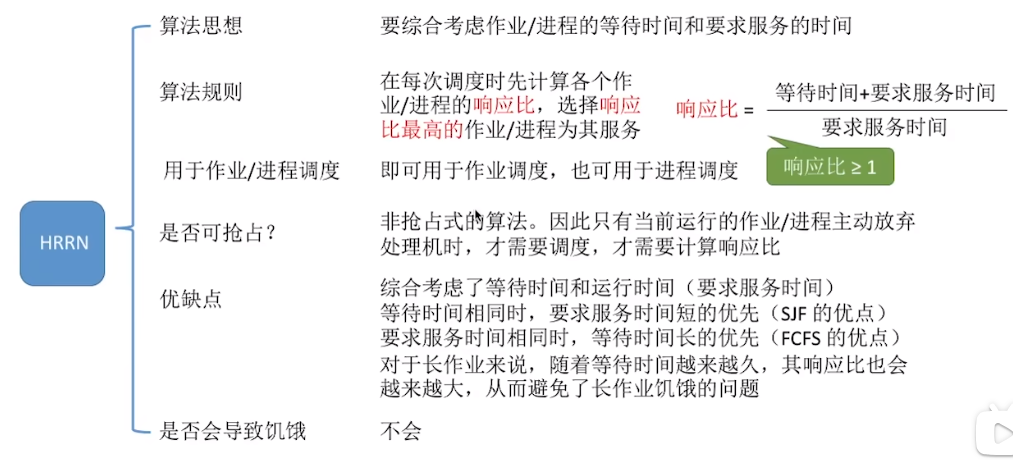 算法思想
要综合考虑作业/进程的等待时间和要求服务的时间
算法规则
在每次调度时先计算各个作
业/进程的响应比，选择响应
比最高的作业/进程为其服务
响应比 =
等待时间+要求服务时间
要求服务时间
响应比 ≥ 1
用于作业/进程调度
即可用于作业调度，也可用于进程调度
HRRN
是否可抢占？
非抢占式的算法。因此只有当前运行的作业/进程主动放弃
处理机时，才需要调度，才需要计算响应比
优缺点
综合考虑了等待时间和运行时间（要求服务时间）
等待时间相同时，要求服务时间短的优先（SJF 的优点）
要求服务时间相同时，等待时间长的优先（FCFS 的优点）
对于长作业来说，随着等待时间越来越久，其响应比也会
越来越大，从而避免了长作业饥饿的问题
是否会导致饥饿
不会